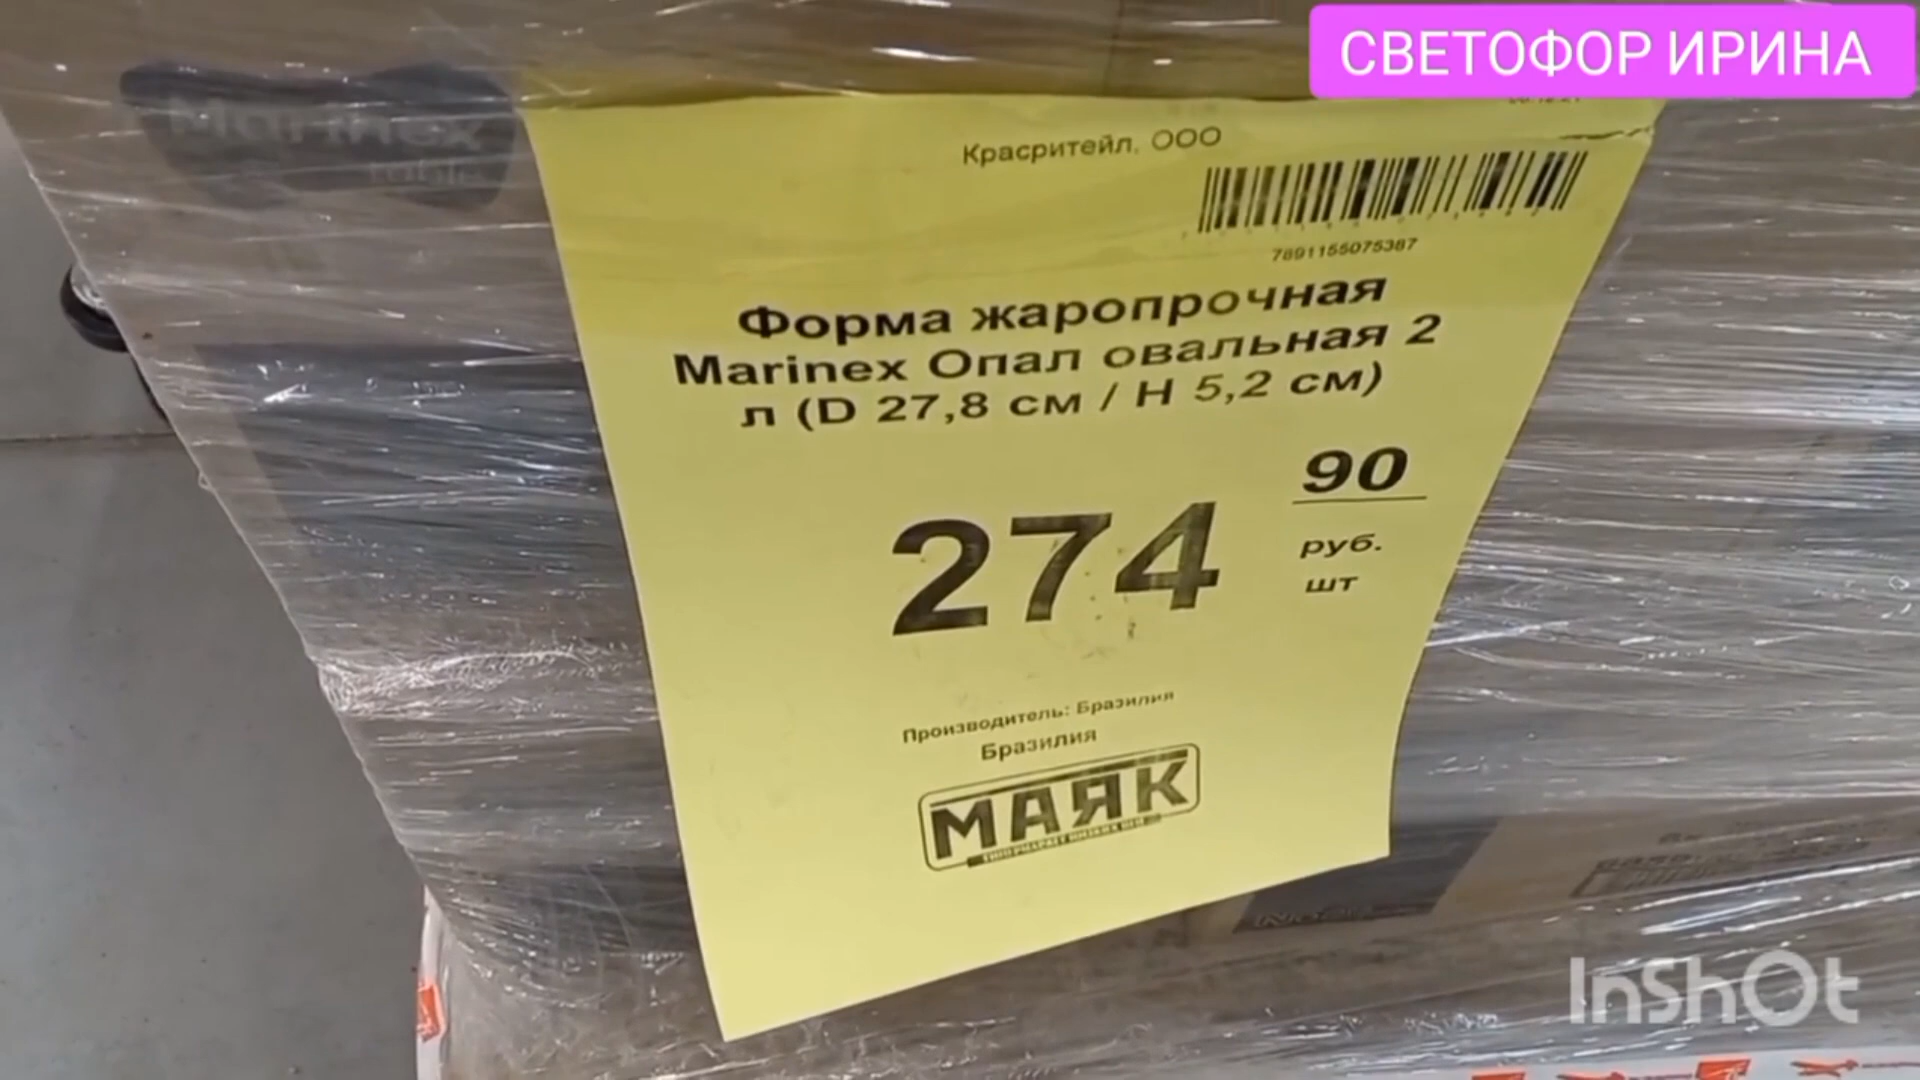 СВЕТОФОР ИРИНА
Marinex
Красритейл, ООО
7891155075387
Форма жаропрочная
Marinex Опал овальная 2
л (D 27,8 см / H 5,2 см)
274
90
руб.
шт
Производитель: Бразилия
Бразилия
МАЯК
InShOt